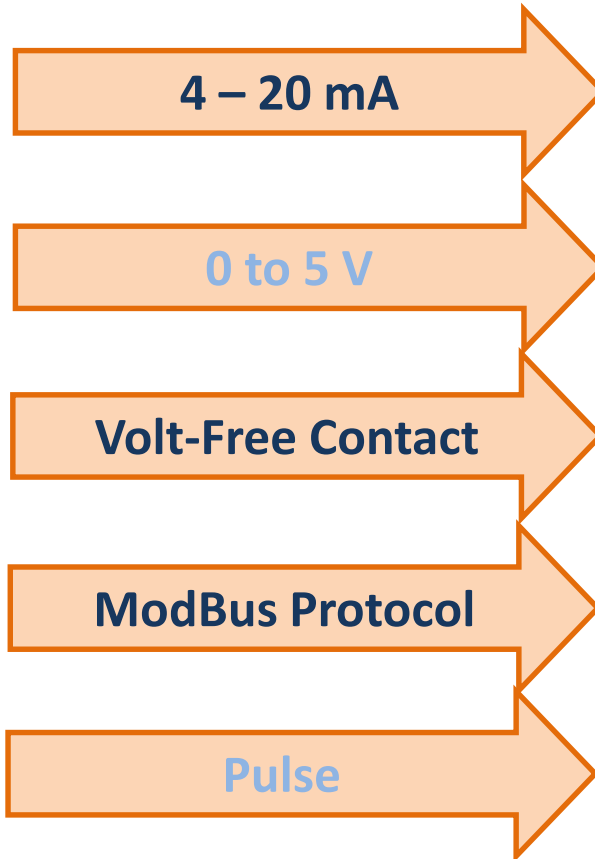 4 – 20 mA
0 to 5 V
Volt-Free Contact
ModBus Protocol
Pulse